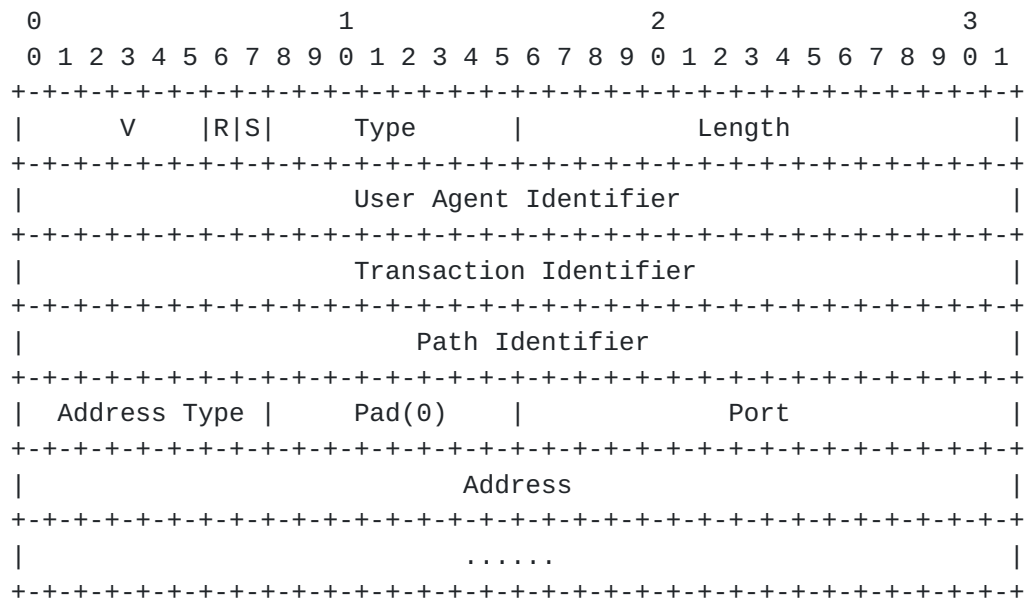 0                   1                   2                   3
 0 1 2 3 4 5 6 7 8 9 0 1 2 3 4 5 6 7 8 9 0 1 2 3 4 5 6 7 8 9 0 1
+-+-+-+-+-+-+-+-+-+-+-+-+-+-+-+-+-+-+-+-+-+-+-+-+-+-+-+-+-+-+-+-+
|      V    |R|S|     Type      |           Length              |
+-+-+-+-+-+-+-+-+-+-+-+-+-+-+-+-+-+-+-+-+-+-+-+-+-+-+-+-+-+-+-+-+
|                     User Agent Identifier                     |
+-+-+-+-+-+-+-+-+-+-+-+-+-+-+-+-+-+-+-+-+-+-+-+-+-+-+-+-+-+-+-+-+
|                     Transaction Identifier                    |
+-+-+-+-+-+-+-+-+-+-+-+-+-+-+-+-+-+-+-+-+-+-+-+-+-+-+-+-+-+-+-+-+
|                         Path Identifier                       |
+-+-+-+-+-+-+-+-+-+-+-+-+-+-+-+-+-+-+-+-+-+-+-+-+-+-+-+-+-+-+-+-+
|  Address Type |     Pad(0)    |             Port              |
+-+-+-+-+-+-+-+-+-+-+-+-+-+-+-+-+-+-+-+-+-+-+-+-+-+-+-+-+-+-+-+-+
|                            Address                            |
+-+-+-+-+-+-+-+-+-+-+-+-+-+-+-+-+-+-+-+-+-+-+-+-+-+-+-+-+-+-+-+-+
|                            ......                             |
+-+-+-+-+-+-+-+-+-+-+-+-+-+-+-+-+-+-+-+-+-+-+-+-+-+-+-+-+-+-+-+-+